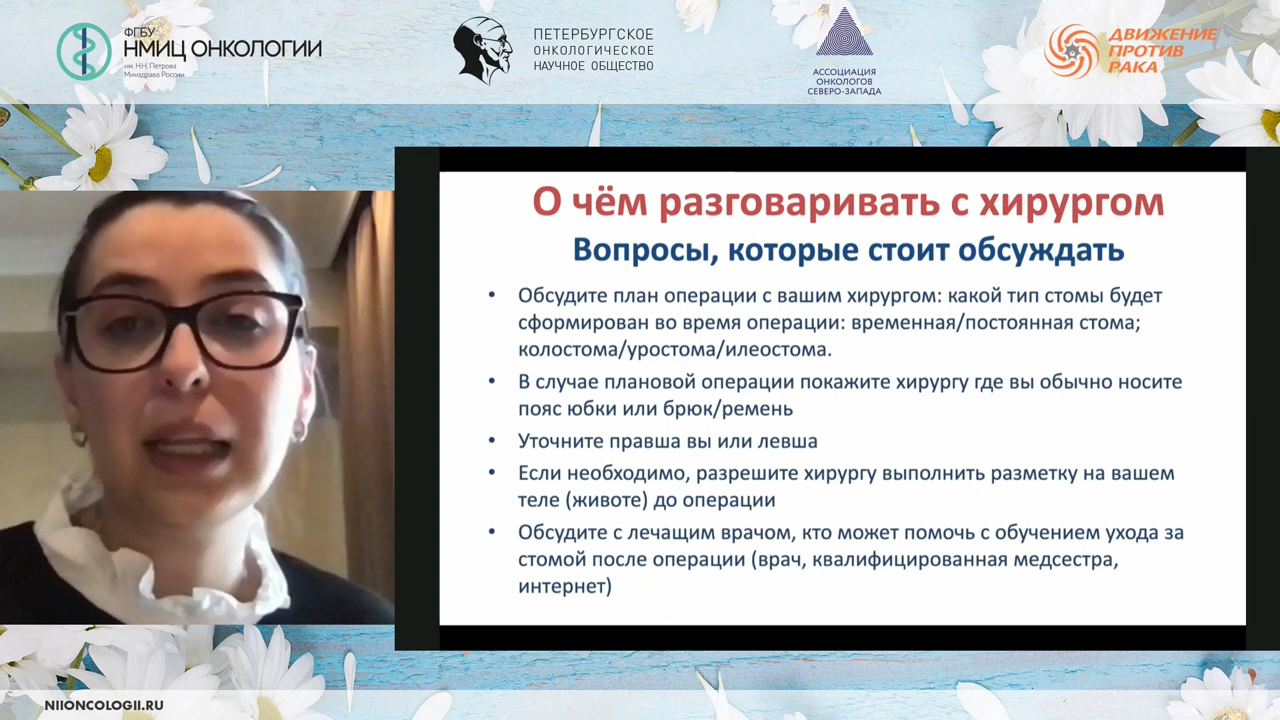 ФГБУ
НМИЦ ОНКОЛОГИИ
им. Н.Н. Петрова
Минздрава России
ПЕТЕРБУРГСКОЕ
ОНКОЛОГИЧЕСКОЕ
НАУЧНОЕ ОБЩЕСТВО
АССОЦИАЦИЯ
ОНКОЛОГОВ
СЕВЕРО-ЗАПАДА
ДВИЖЕНИЕ
ПРОТИВ
РАКА
О чём разговаривать с хирургом
Вопросы, которые стоит обсуждать
• Обсудите план операции с вашим хирургом: какой тип стомы будет
сформирован во время операции: временная/постоянная стома;
колостома/уростома/илеостома.
• В случае плановой операции покажите хирургу где вы обычно носите
пояс юбки или брюк/ремень
• Уточните правша вы или левша
• Если необходимо, разрешите хирургу выполнить разметку на вашем
теле (животе) до операции
• Обсудите с лечащим врачом, кто может помочь с обучением ухода за
стомой после операции (врач, квалифицированная медсестра,
интернет)
NIIONCOLOGII.RU